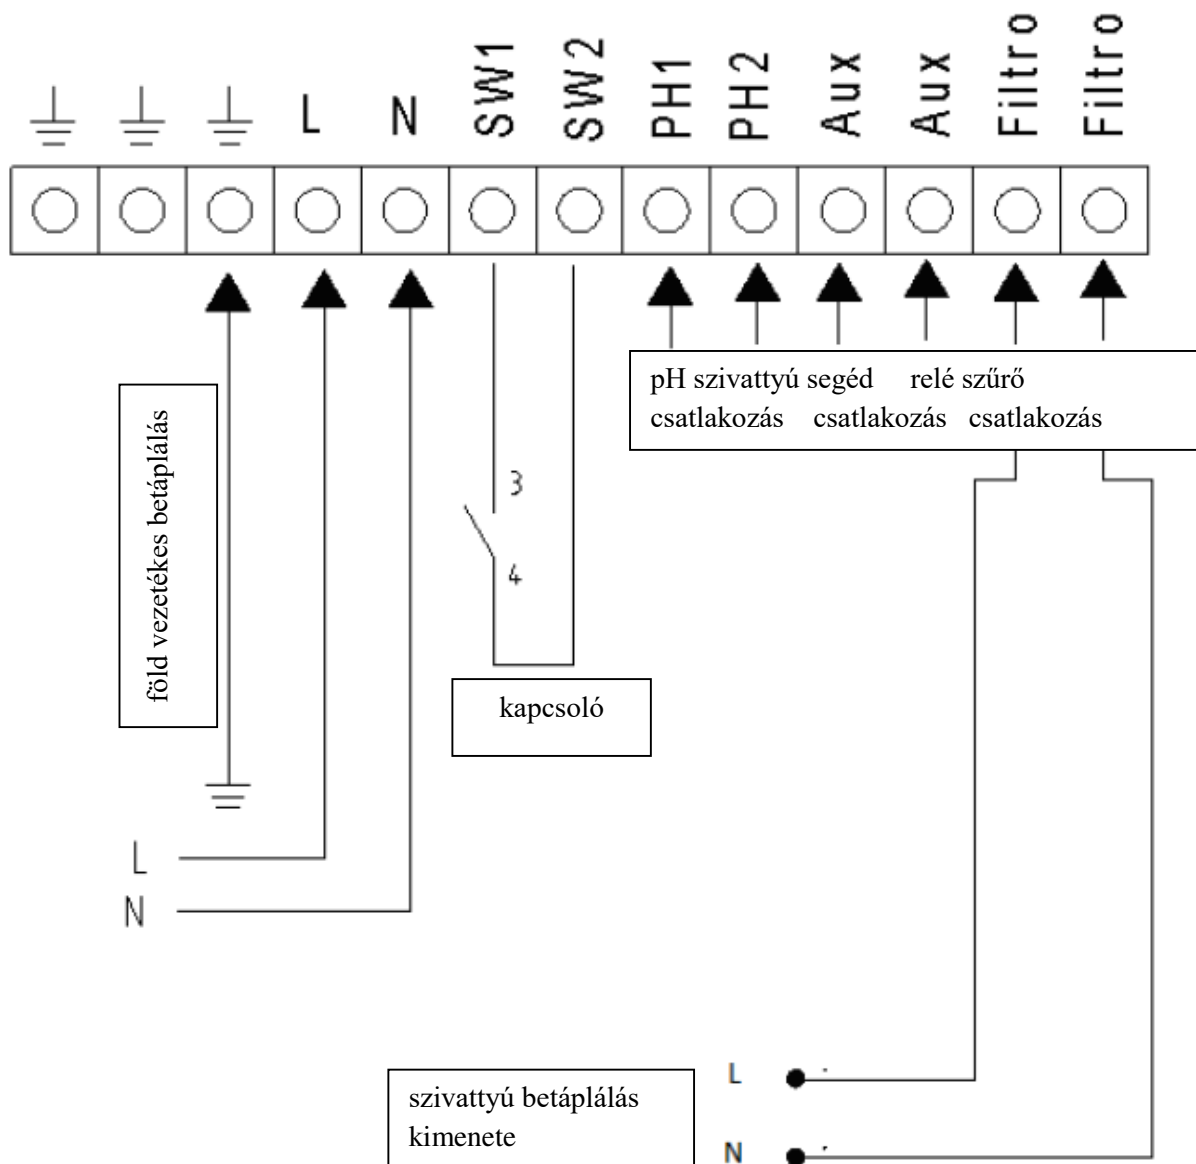 L
N
SW1
SW2
PH1
PH2
Aux
Aux
Filtro
Filtro
pH szivattyú segéd relé szűrő
csatlakozás csatlakozás csatlakozás
föld vezetékes betáplálás
3
4
kapcsoló
L
N
szivattyú betáplálás
kimenete
L
N